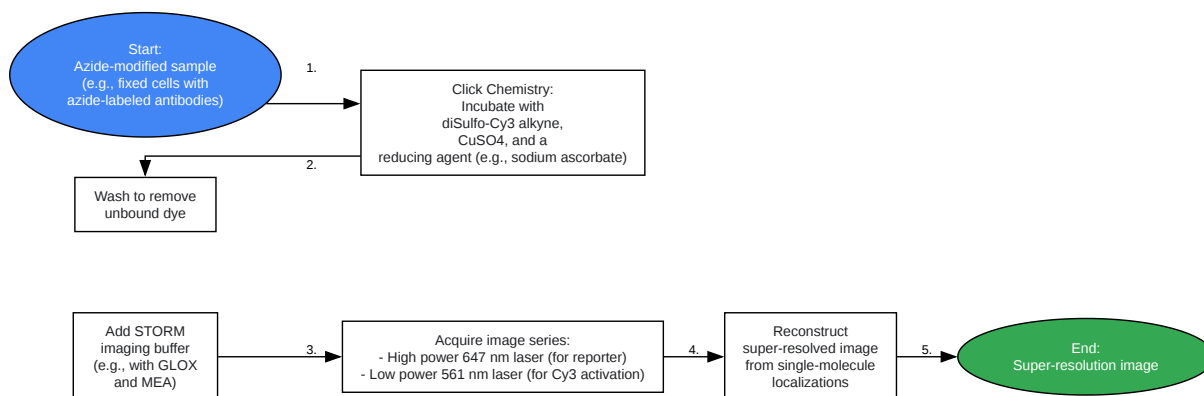 Start:
Azide-modified sample
(e.g., fixed cells with
azide-labeled antibodies)
1.
Click Chemistry:
Incubate with
diSulfo-Cy3 alkyne,
CuSO4, and a
reducing agent (e.g., sodium ascorbate)
2.
Wash to remove
unbound dye
Add STORM
imaging buffer
(e.g., with GLOX
and MEA)
3.
Acquire image series:
- High power 647 nm laser (for reporter)
- Low power 561 nm laser (for Cy3 activation)
4.
Reconstruct
super-resolved image
from single-molecule
localizations
5.
End:
Super-resolution image